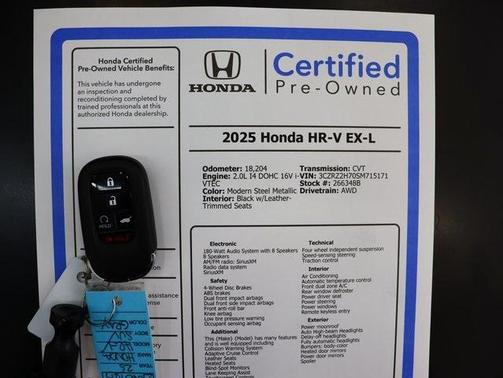 Honda Certified
Pre-Owned Vehicle Benefits:
This vehicle has undergone
an inspection and
reconditioning completed by
trained professionals at this
authorized Honda dealership.
HONDA
Certified
Pre-Owned
2025 Honda HR-V EX-L
Odometer: 18,204
Engine: 2.0L I4 DOHC 16V i-
VTEC
Color: Modern Steel Metallic
Interior: Black w/Leather-
Trimmed Seats
Transmission: CVT
VIN: 3CZRZ2H70SM715171
Stock #: 266348B
Drivetrain: AWD
Electronic
180-Watt Audio System with 8 Speakers
8 Speakers
AM/FM radio: SiriusXM
Radio data system
SiriusXM
Safety
4-Wheel Disc Brakes
ABS brakes
Dual front impact airbags
Dual front side impact airbags
Front anti-roll bar
Knee airbag
Low tire pressure warning
Occupant sensing airbag
Additional
This (Make) (Model) has many features
and is well equipped including
Collision Warning System
Adaptive Cruise Control
Leather Seats
Heated Seats
Blind-Spot Monitors
Lane Keeping Assist
Technical
Four wheel independent suspension
Speed-sensing steering
Traction control
Interior
Air Conditioning
Automatic temperature control
Front dual zone A/C
Rear window defroster
Power driver seat
Power steering
Power windows
Remote keyless entry
Exterior
Power moonroof
Auto High-beam Headlights
Delay-off headlights
Fully automatic headlights
Bumpers: body-color
Heated door mirrors
Power door mirrors
Spoiler
HOLD
assistance